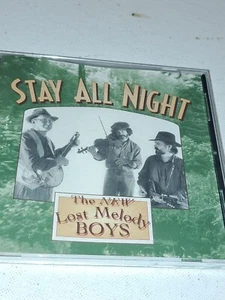 STAY ALL NIGHT
The NEW
Lost Melody
BOYS